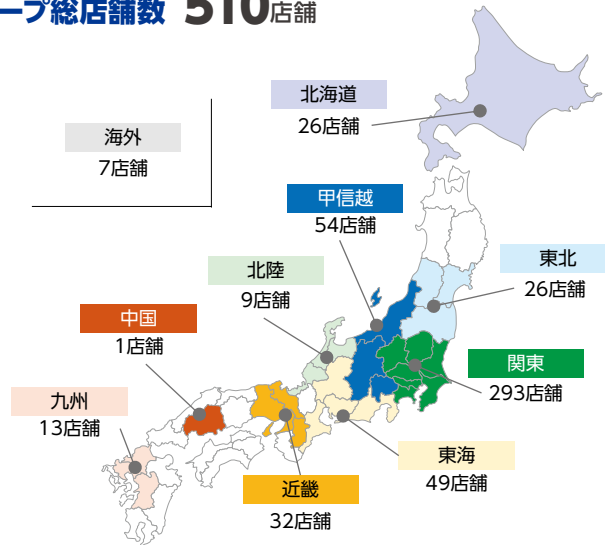 ープ総店舗数 510店舗
北海道
26店舗
海外
7店舗
甲信越
54店舗
東北
26店舗
北陸
9店舗
中国
1店舗
関東
293店舗
九州
13店舗
東海
49店舗
近畿
32店舗